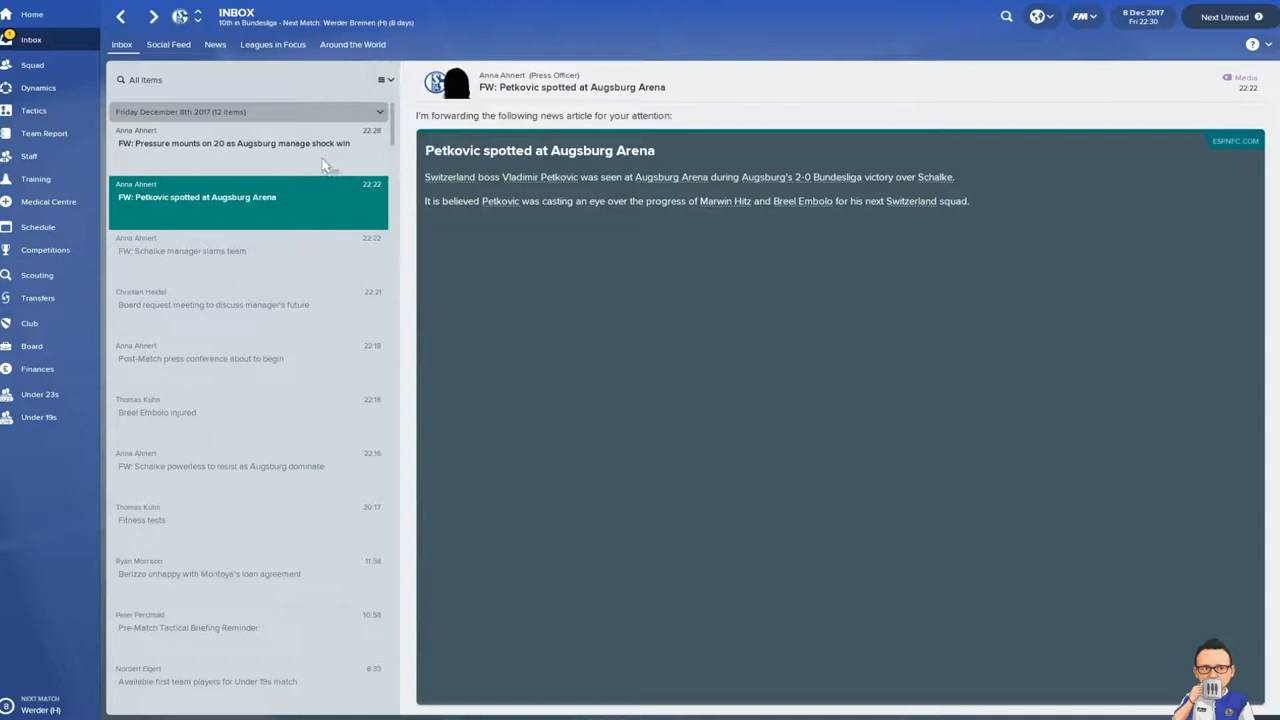 Home
Inbox
1
Squad
Dynamics
Tactics
Team Report
Staff
Training
Medical Centre
Schedule
Competitions
Scouting
Transfers
Club
Board
Finances
Under 23s
Under 19s
8
NEXT MATCH
Werder (H)
INBOX
10th in Bundesliga - Next Match: Werder Bremen (H) (8 days)
FM
8 Dec 2017
Fri 22:30
Next Unread
Inbox
Social Feed
News
Leagues in Focus
Around the World
?
All Items
Friday December 8th 2017 (12 items)
Anna Ahnert 22:28
FW: Pressure mounts on 20 as Augsburg manage shock win
Anna Ahnert 22:22
FW: Petkovic spotted at Augsburg Arena
Anna Ahnert 22:22
FW: Schalke manager slams team
Christian Heidel 22:21
Board request meeting to discuss manager's future
Anna Ahnert 22:18
Post-Match press conference about to begin
Thomas Kühn 22:18
Breel Embolo injured
Anna Ahnert 22:16
FW: Schalke powerless to resist as Augsburg dominate
Thomas Kühn 20:17
Fitness tests
Ryan Morrison 11:58
Berizzo unhappy with Montoya's loan agreement
Peter Perchtold 10:58
Pre-Match Tactical Briefing Reminder
Norbert Elgert 8:33
Available first team players for Under 19s match
Anna Ahnert (Press Officer)
FW: Petkovic spotted at Augsburg Arena
Media
22:22
I'm forwarding the following news article for your attention:
ESPNFC.COM
Petkovic spotted at Augsburg Arena
Switzerland boss Vladimir Petkovic was seen at Augsburg Arena during Augsburg's 2-0 Bundesliga victory over Schalke.
It is believed Petkovic was casting an eye over the progress of Marwin Hitz and Breel Embolo for his next Switzerland squad.